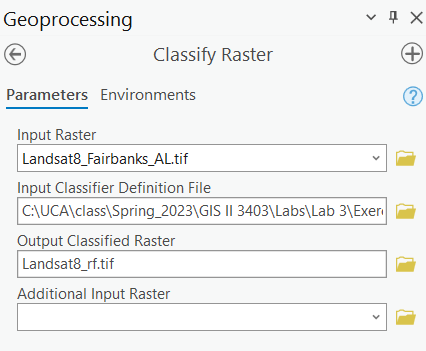 Geoprocessing
Classify Raster
Parameters Environments
Input Raster
Landsat8_Fairbanks_AL.tif
Input Classifier Definition File
C:\UCA\class\Spring_2023\GIS II 3403\Labs\Lab 3\Exer
Output Classified Raster
Landsat8_rf.tif
Additional Input Raster